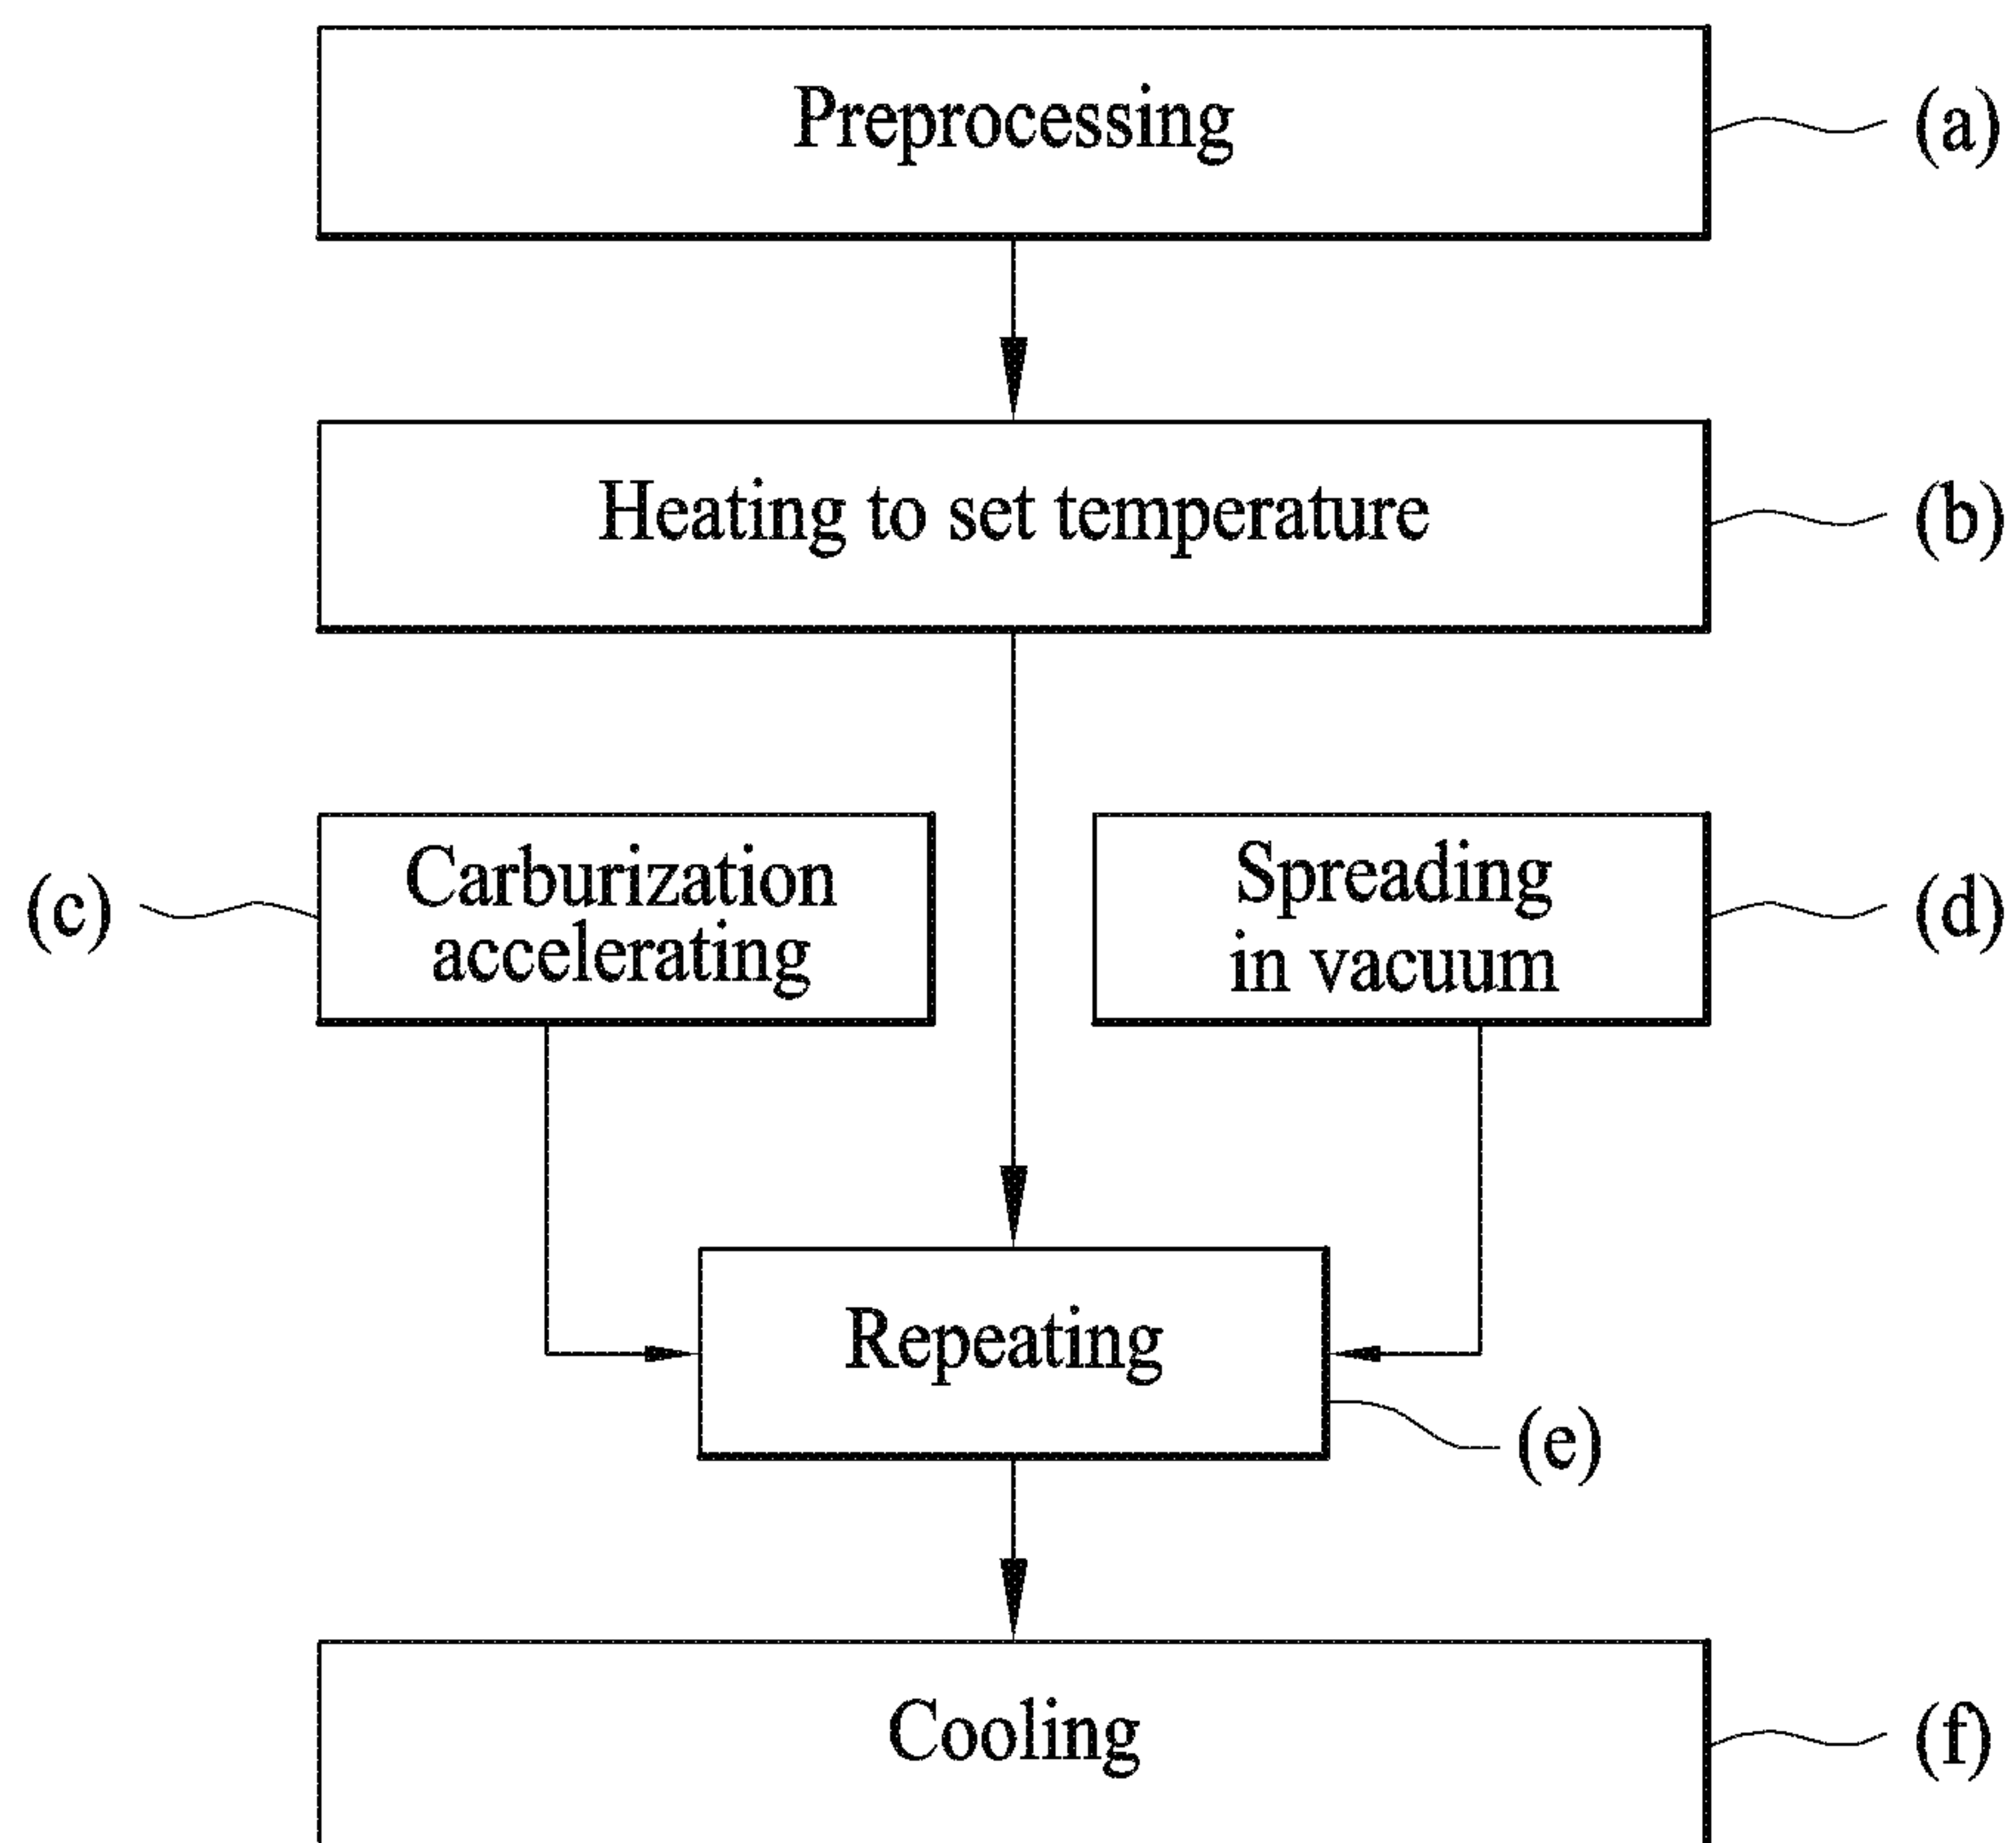 Preprocessing
(a)
Heating to set temperature
(b)
(c)
Carburization
accelerating
Spreading
in vacuum
(d)
Repeating
(e)
Cooling
(f)